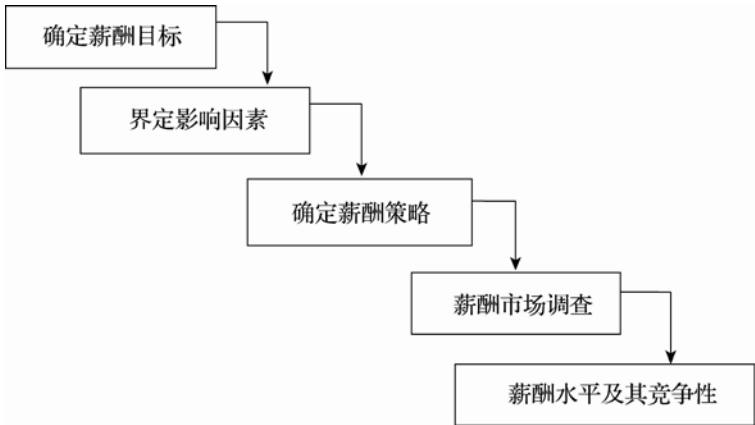 确定薪酬目标
界定影响因素
确定薪酬策略
薪酬市场调查
薪酬水平及其竞争性